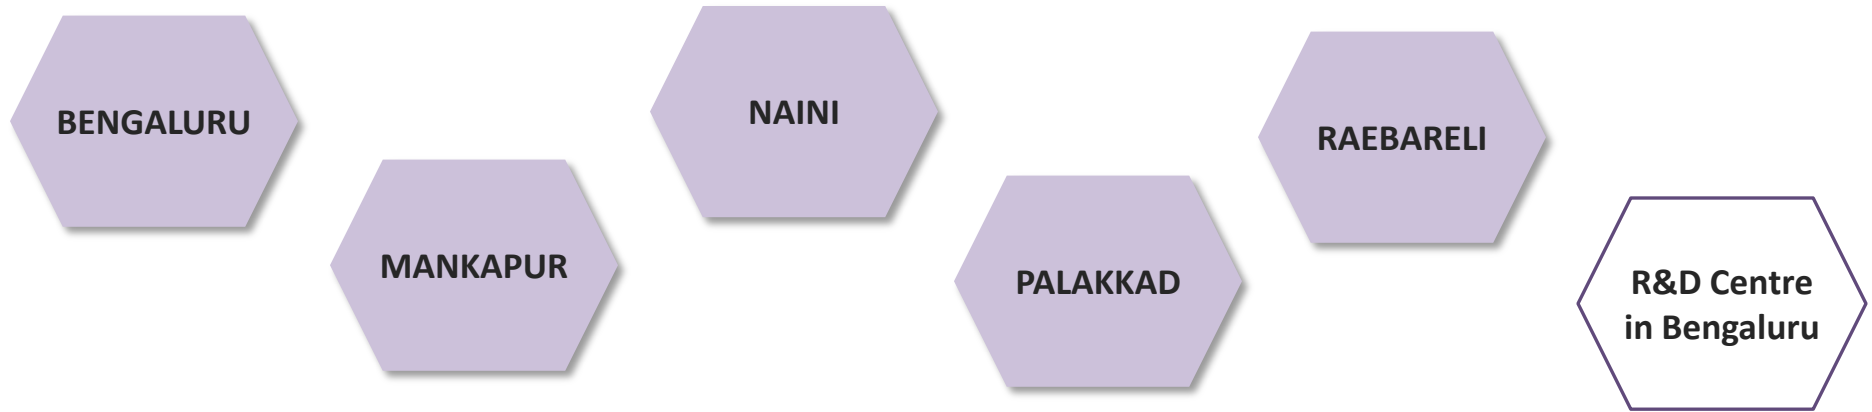 BENGALURU
MANKAPUR
NAINI
PALAKKAD
RAEBARELI
R&D Centre
in Bengaluru